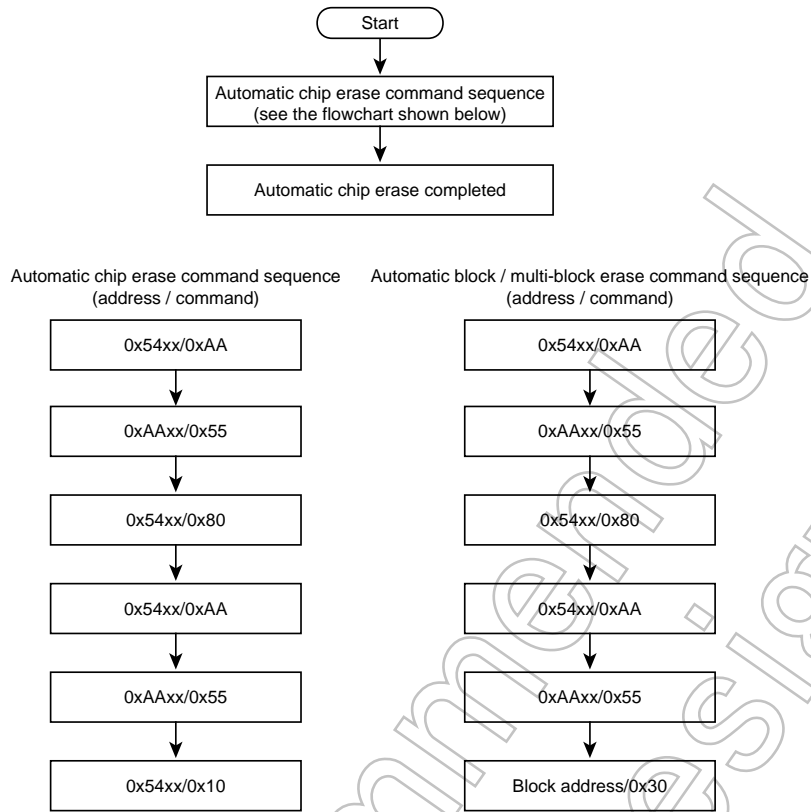 Start
Automatic chip erase command sequence
(see the flowchart shown below)
Automatic chip erase completed
Automatic chip erase command sequence
(address / command)
0x54xx/0xAA
0xAAxx/0x55
0x54xx/0x80
0x54xx/0xAA
0xAAxx/0x55
0x54xx/0x10
Automatic block / multi-block erase command sequence
(address / command)
0x54xx/0xAA
0xAAxx/0x55
0x54xx/0x80
0x54xx/0xAA
0xAAxx/0x55
Block address/0x30